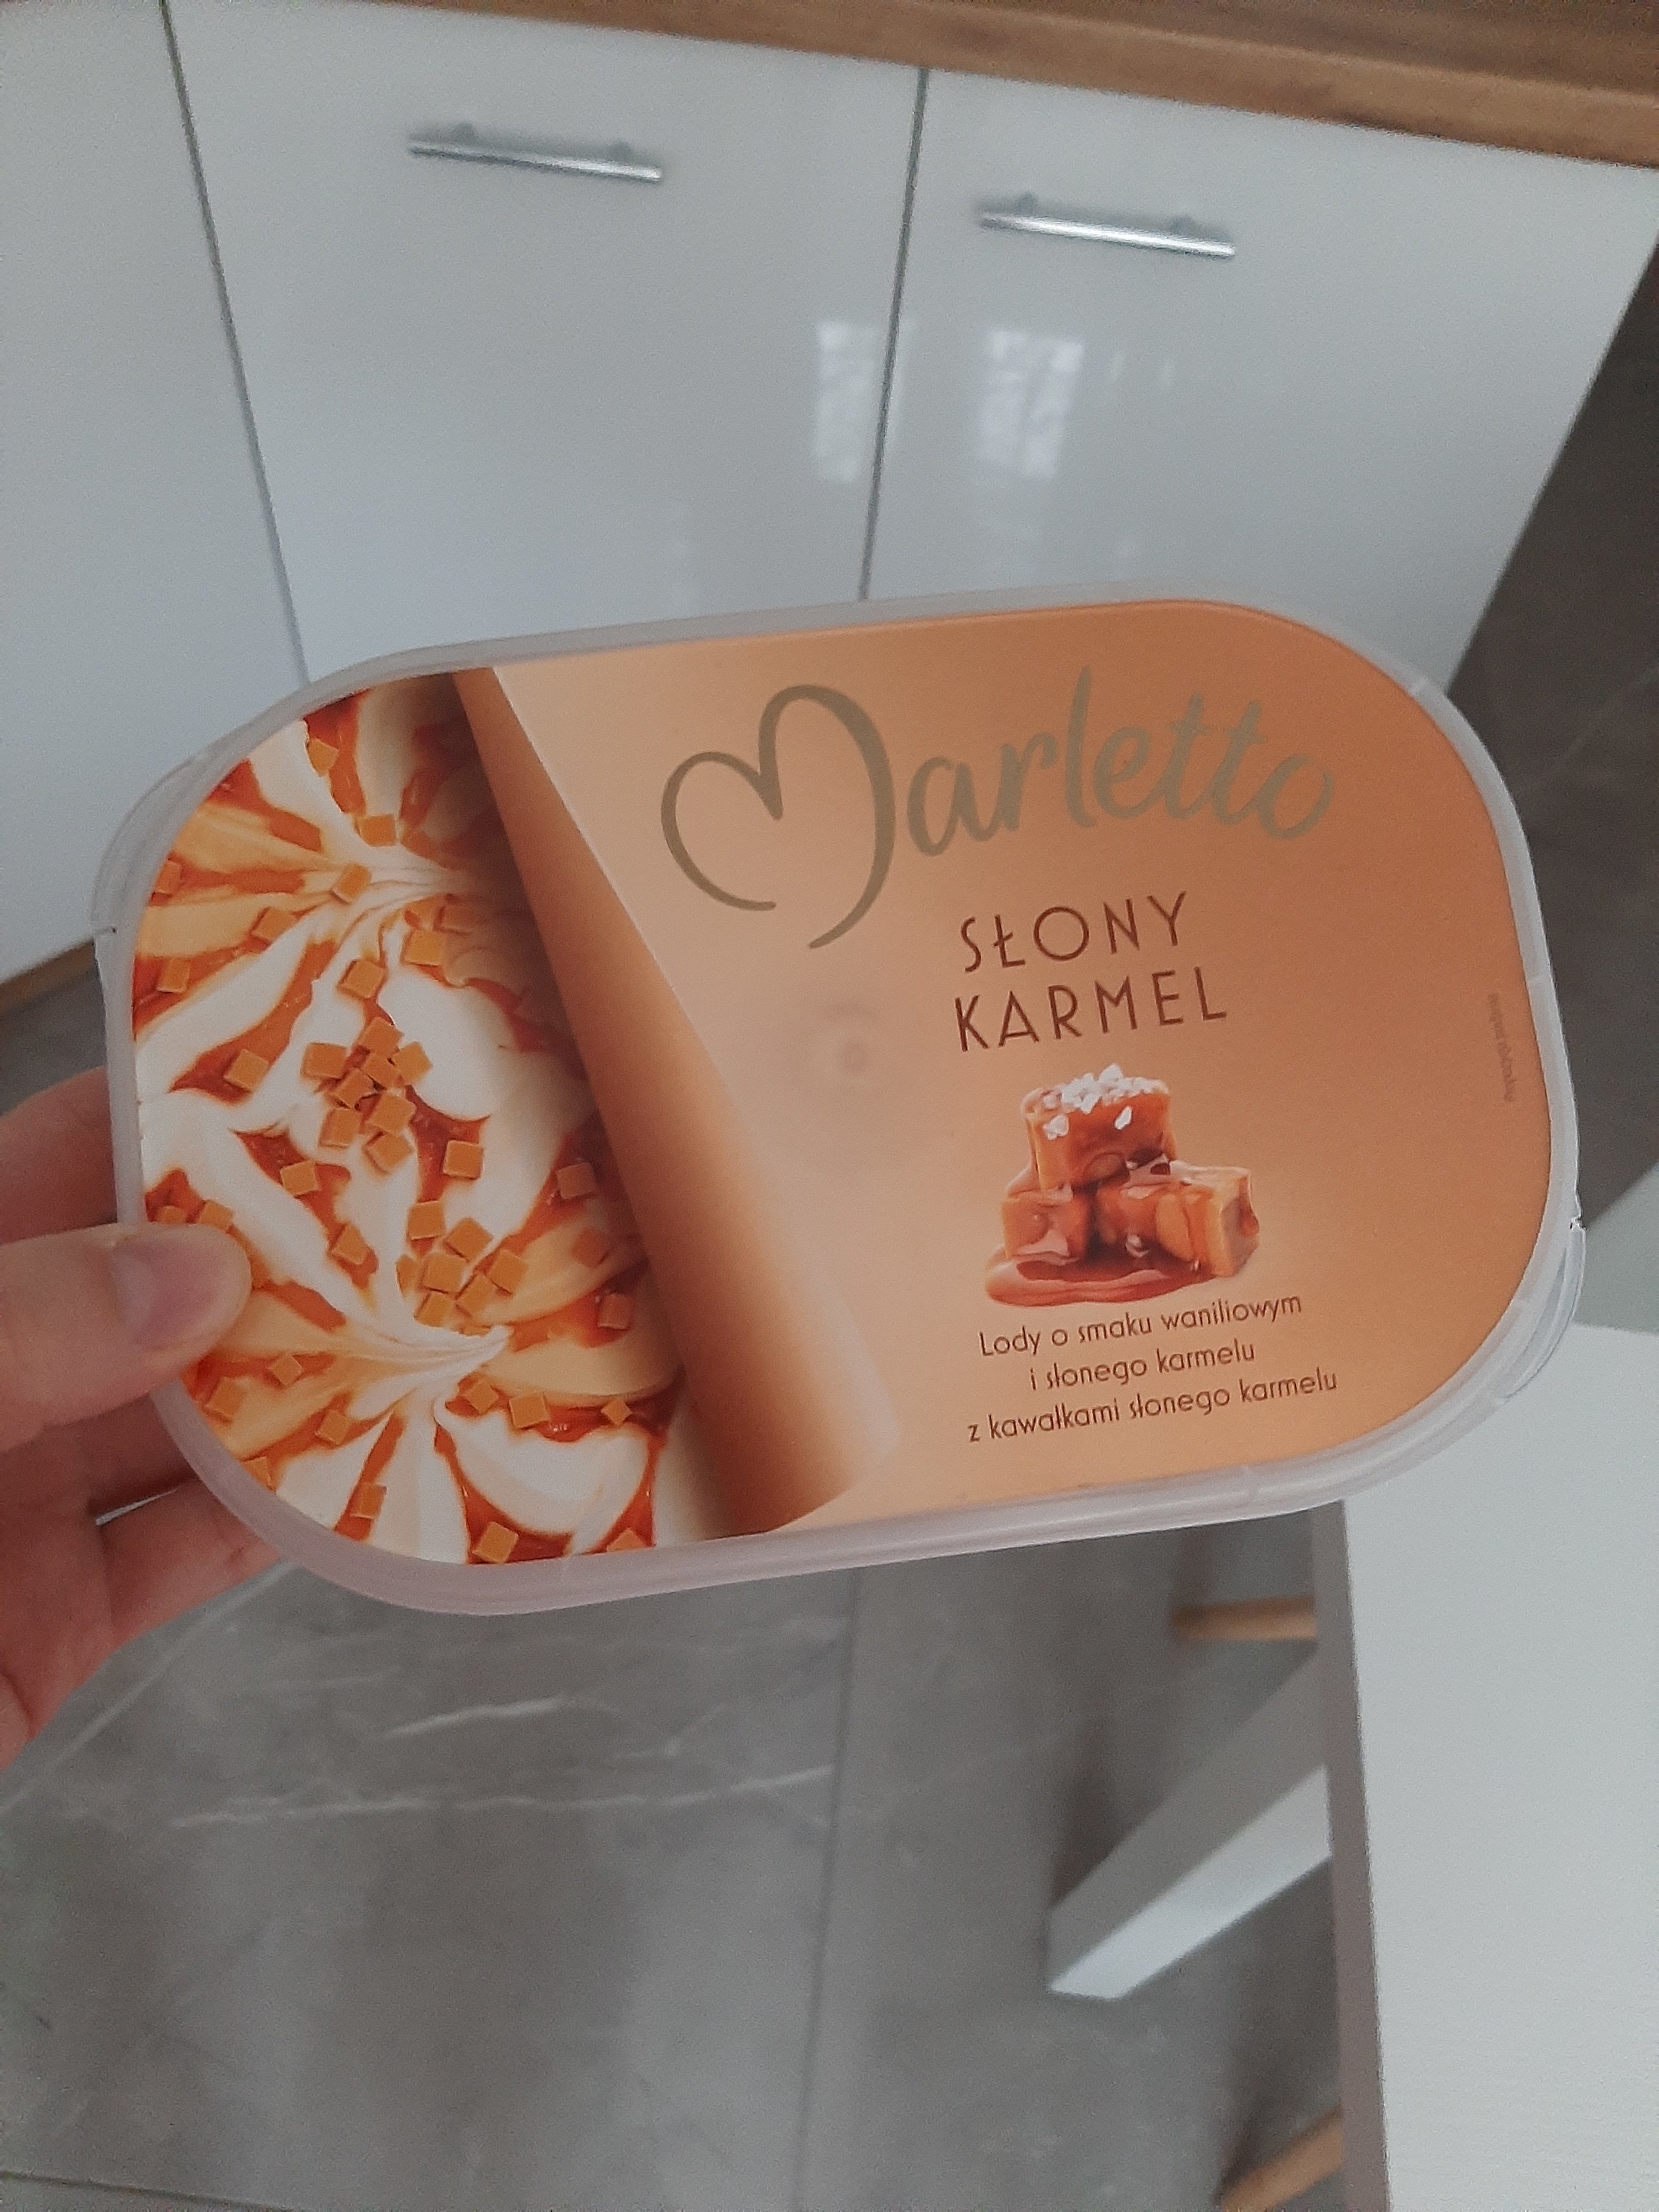 Marletto
SŁONY
KARMEL
Lody o smaku waniliowym
i słonego karmelu
z kawałkami słonego karmelu